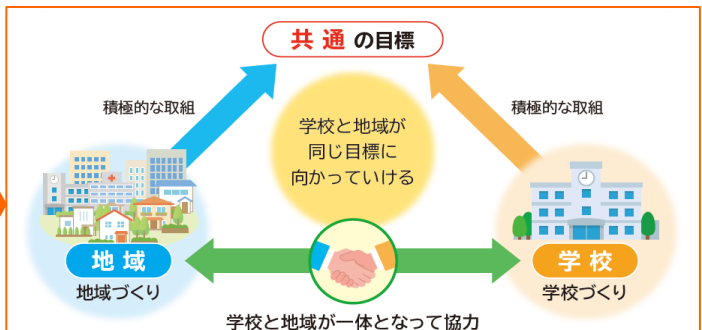 共通の目標
積極的な取組
積極的な取組
学校と地域が
同じ目標に
向かっていける
地域
学校
地域づくり
学校づくり
学校と地域が一体となって協力